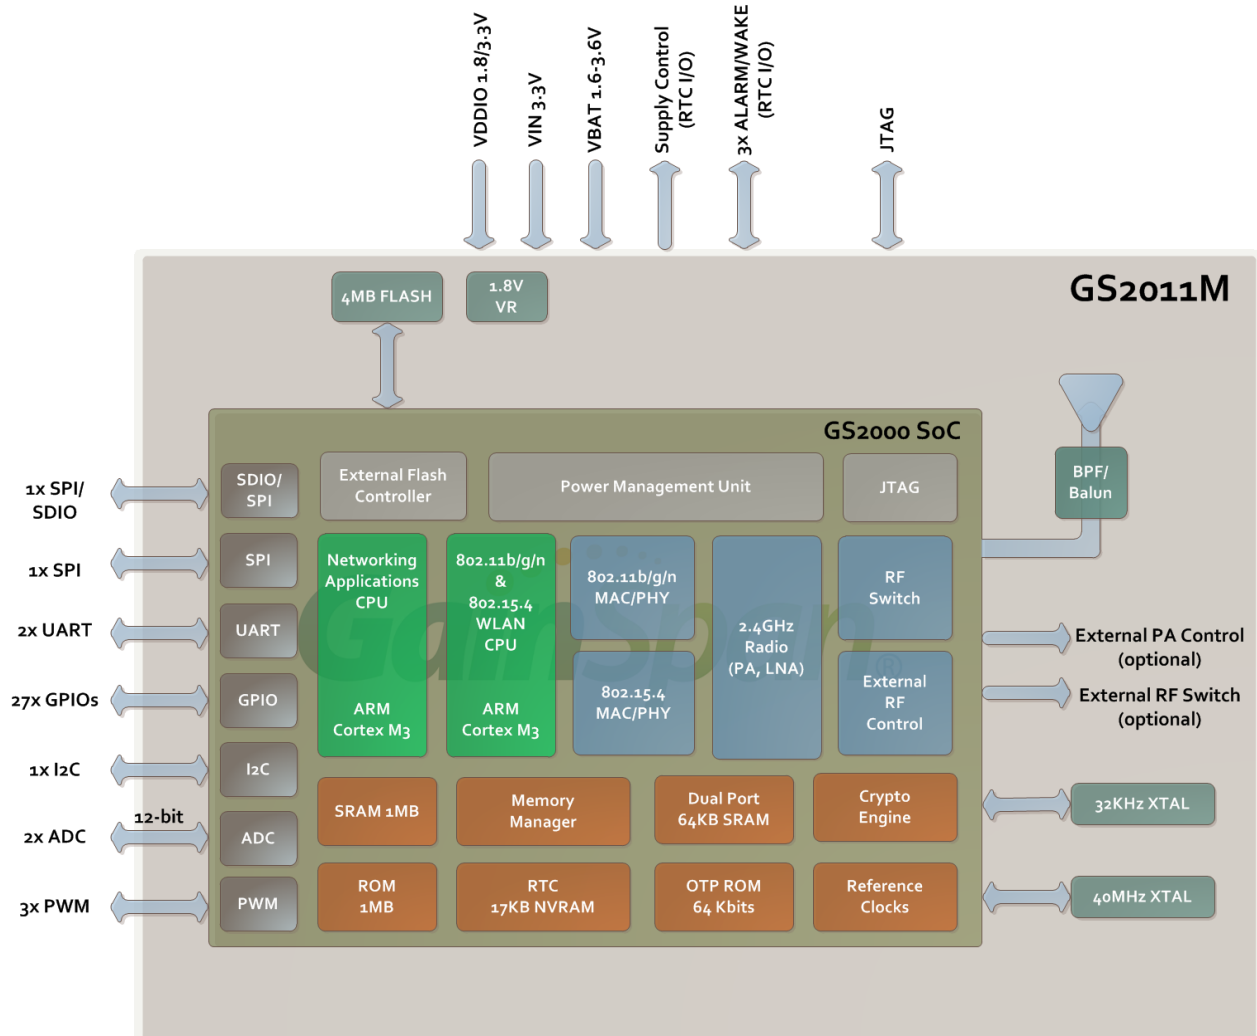 VDDIO 1.8/3.3V
VIN 3.3V
VBAT 1.6-3.6V
Supply Control
(RTC I/O)
3x ALARM/WAKE
(RTC I/O)
JTAG
4MB FLASH
1.8V
VR
GS2011M
GS2000 SoC
BPF/
Balun
1x SPI/
SDIO
SDIO/
SPI
External Flash
Controller
Power Management Unit
JTAG
1x SPI
SPI
2x UART
UART
27x GPIOs
GPIO
1x I2C
I2C
12-bit
2x ADC
ADC
3x PWM
PWM
Networking
Applications
CPU
ARM
Cortex M3
802.11b/g/n
&
802.15.4
WLAN
CPU
ARM
Cortex M3
802.11b/g/n
MAC/PHY
802.15.4
MAC/PHY
2.4GHz
Radio
(PA, LNA)
RF
Switch
External
RF
Control
GainSpan®
External PA Control
(optional)
External RF Switch
(optional)
SRAM 1MB
Memory
Manager
Dual Port
64KB SRAM
Crypto
Engine
32KHz XTAL
ROM
1MB
RTC
17KB NVRAM
OTP ROM
64 Kbits
Reference
Clocks
40MHz XTAL